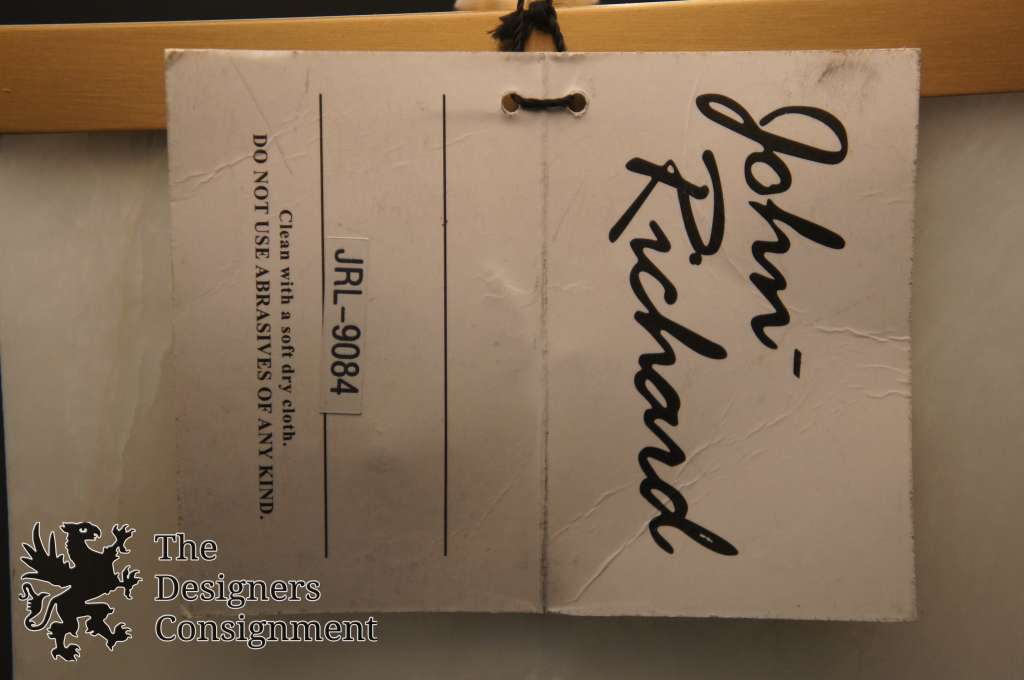 John-
Richard
JRL-9084
Clean with a soft dry cloth.
DO NOT USE ABRASIVES OF ANY KIND.
The
Designers
Consignment